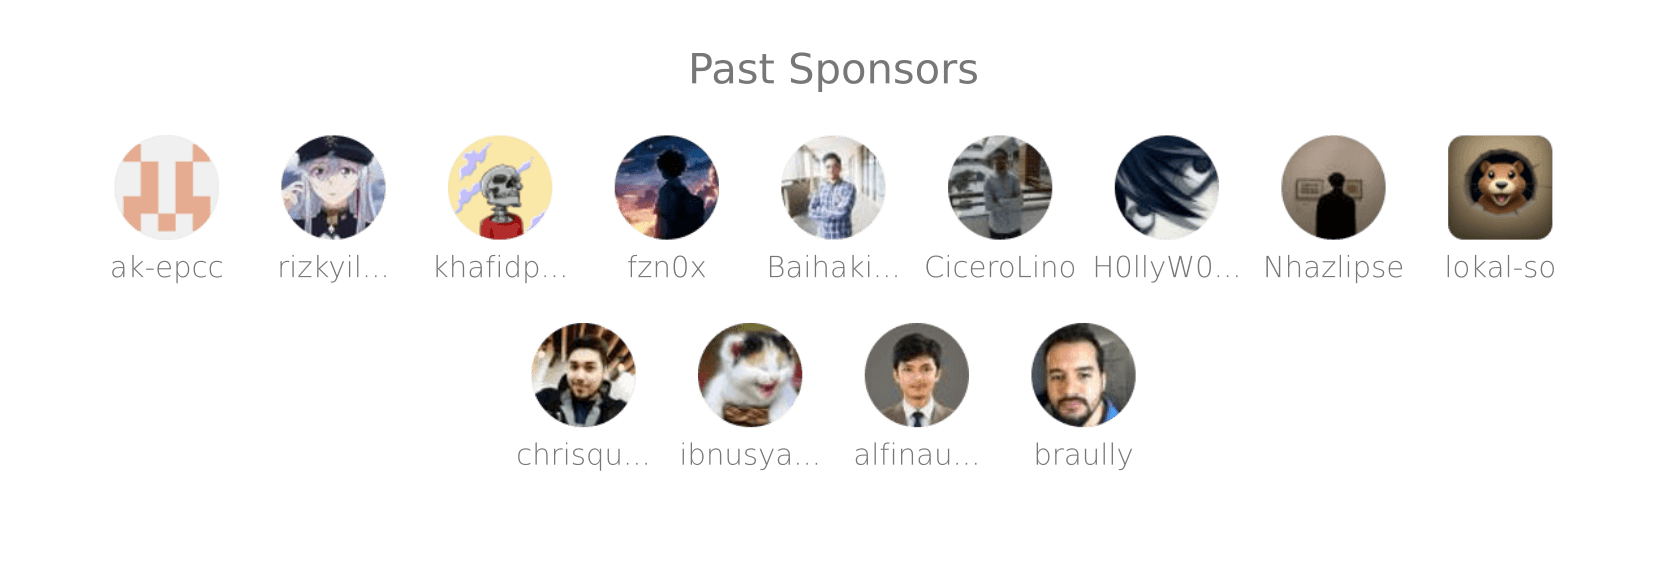 Past Sponsors
ak-epcc rizkyil... khafidp... fzn0x Baihaki... CiceroLino H0llyW0... Nhazlipse lokal-so
chrisqu... ibnusya... alfinau... braully